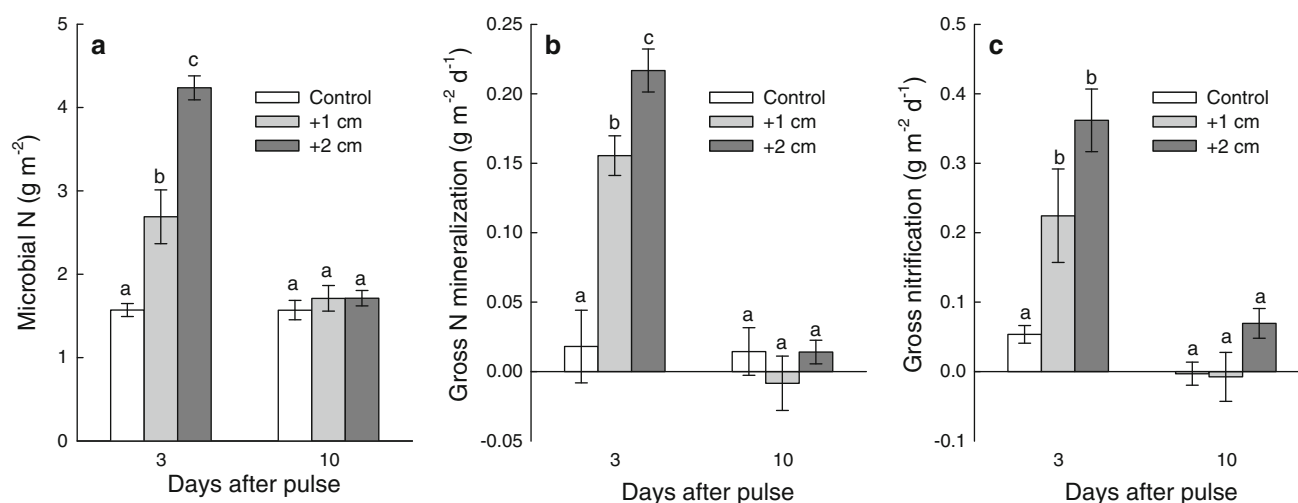 a
Microbial N (g m-2)
5
4
3
2
1
0
Control
+1 cm
+2 cm
a
b
c
a
a
a
3
10
Days after pulse
b
Gross N mineralization (g m-2 d-1)
0.25
0.20
0.15
0.10
0.05
0.00
-0.05
Control
+1 cm
+2 cm
a
b
c
a
a
a
3
10
Days after pulse
c
Gross nitrification (g m-2 d-1)
0.5
0.4
0.3
0.2
0.1
0.0
-0.1
Control
+1 cm
+2 cm
a
b
b
a
a
a
3
10
Days after pulse